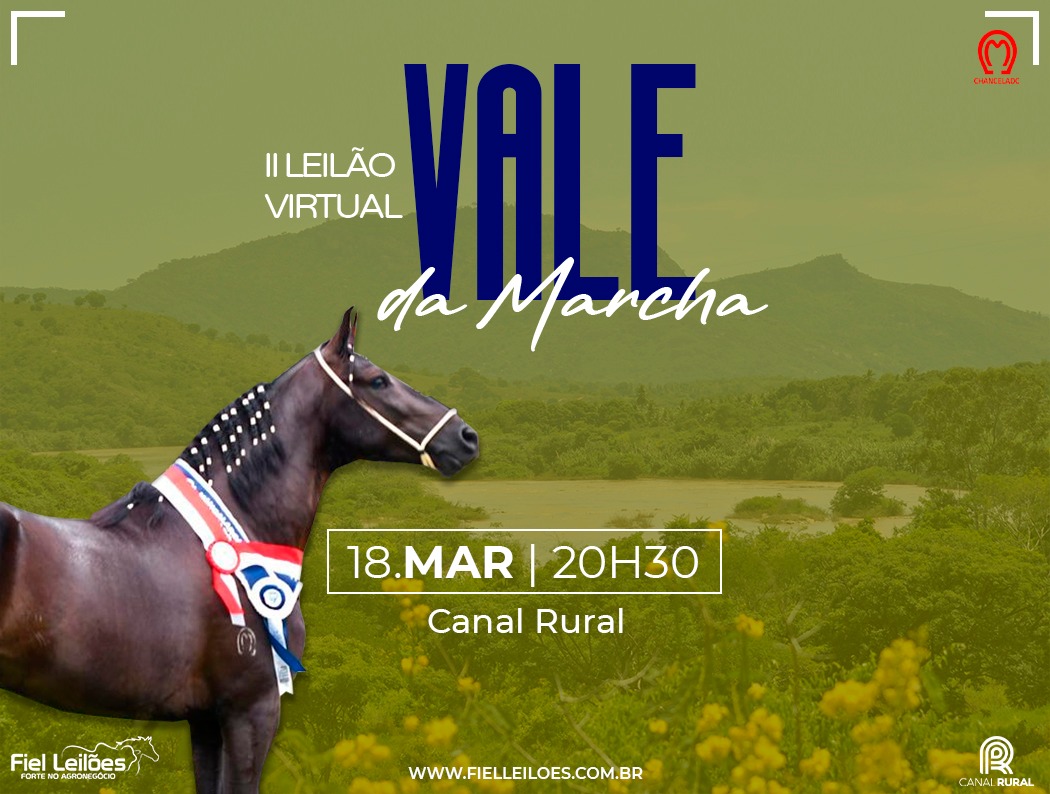 CHANCELADO
II LEILÃO
VIRTUAL
VALE
da Marcha
18.MAR | 20H30
Canal Rural
Fiel Leilões
FORTE NO AGRONEGÓCIO
WWW.FIELLEILOES.COM.BR
CANAL RURAL